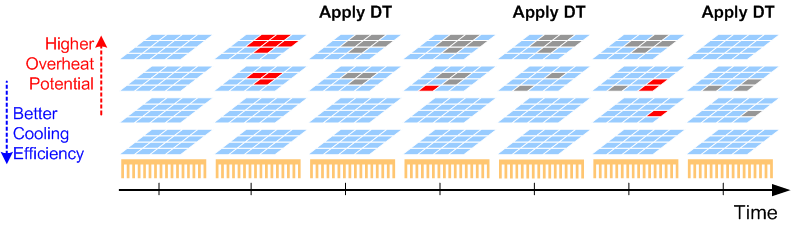 Apply DT
Apply DT
Apply DT
Higher
Overheat
Potential
Better
Cooling
Efficiency
Time